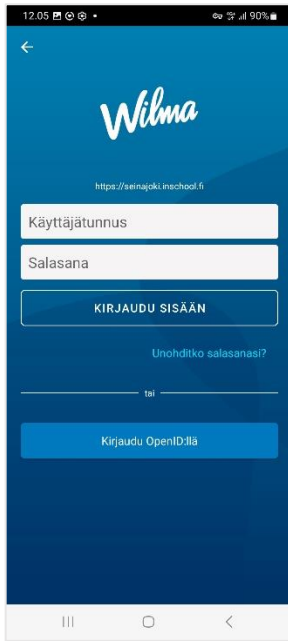 12.05 90%
Wilma
https://seinajoki.inschool.fi
Käyttäjätunnus
Salasana
KIRJAUDU SISÄÄN
Unohditko salasanasi?
tai
Kirjaudu OpenID:llä